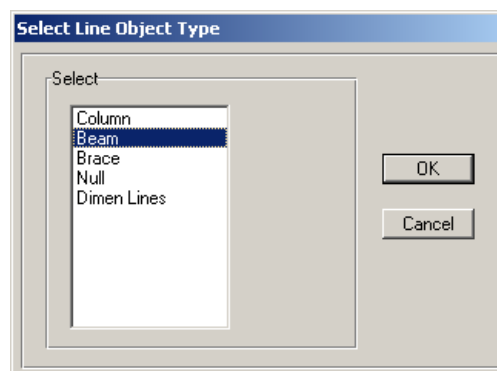 Select Line Object Type
Select
Column
Beam
Brace
Null
Dimen Lines
OK
Cancel